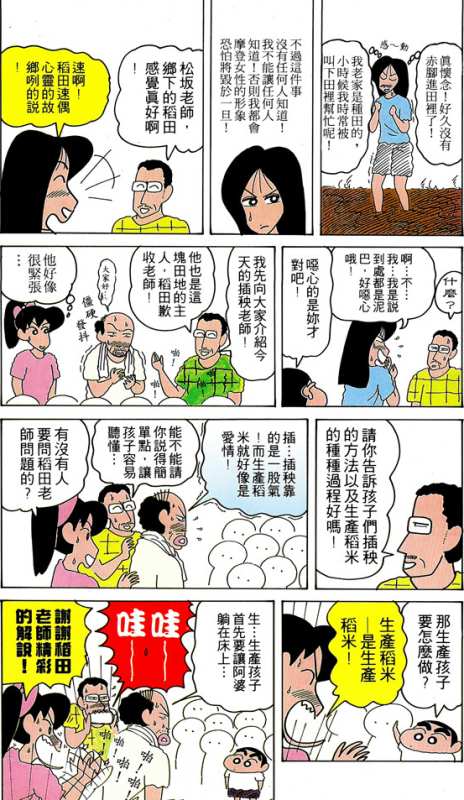 感~動
真懷念!好久沒有
赤腳進田裡了!
我老家是種田的,
小時候我時常被
叫下田裡幫忙呢!
不過這件事
沒有任何人知道!
我不能讓任何人
知道!否則我都會
摩登女性的形象
恐怕將毀於一旦!
松坂老師,
鄉下的稻田
感覺眞好啊!
速啊!
稻田速偶
心靈的故
鄉咧的說
!
什麼?
啊…不…
我…我是說
到處都是泥
巴,好噁心
哦!
噁心的是妳才
對吧!
我先向大家介紹今
天的插秧老師!
他也是這
塊田地的主
人,稻田歉
收老師!
啪!
啪!
大家好…
僵硬
發抖
他好像
很緊張
…
請你告訴孩子們插秧
的方法以及生產稻米
的種種過程好嗎!
插…插秧靠
的是一股氣
!而生產稻
米就好像是
愛情!
能不能請
你說得簡
單點,讓
孩子容易
聽懂…
有沒有人
要問稻田老
師問題的?
那生產孩子
要怎麼做?
生產稻米
—是生產
稻米!
生…生產孩子
首先要讓阿婆
躺在床上…
哇——
哇——!
謝謝稻田
老師精彩
的解說!
啪!
啪!
啪!
啪!